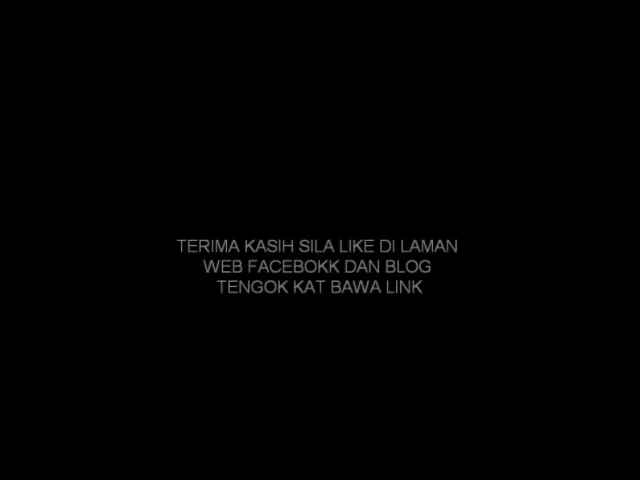 TERIMA KASIH SILA LIKE DI LAMAN
WEB FACEBOKK DAN BLOG
TENGOK KAT BAWA LINK